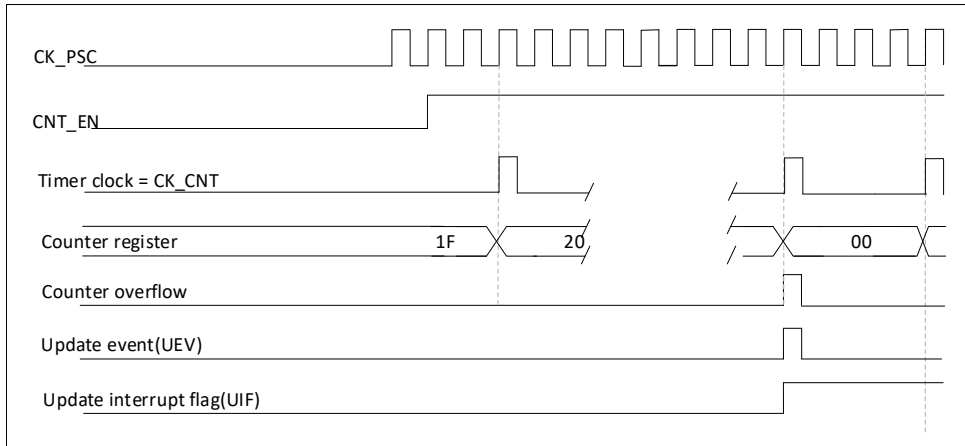 CK_PSC
CNT_EN
Timer clock = CK_CNT
Counter register 1F 20 00
Counter overflow
Update event(UEV)
Update interrupt flag(UIF)